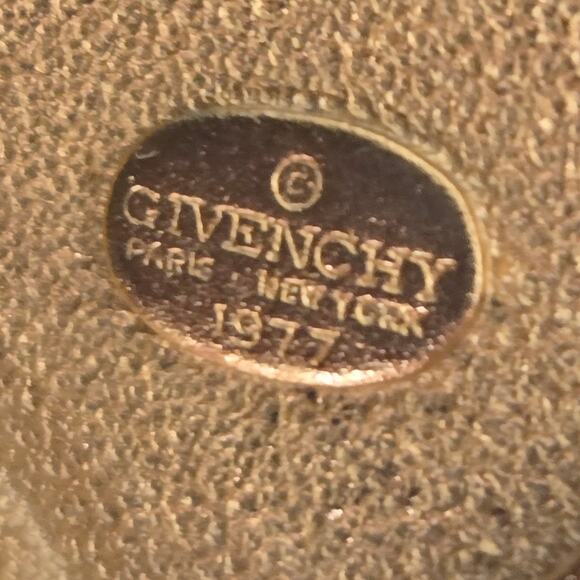 ©
GIVENCHY
PARIS · NEW YORK
1977